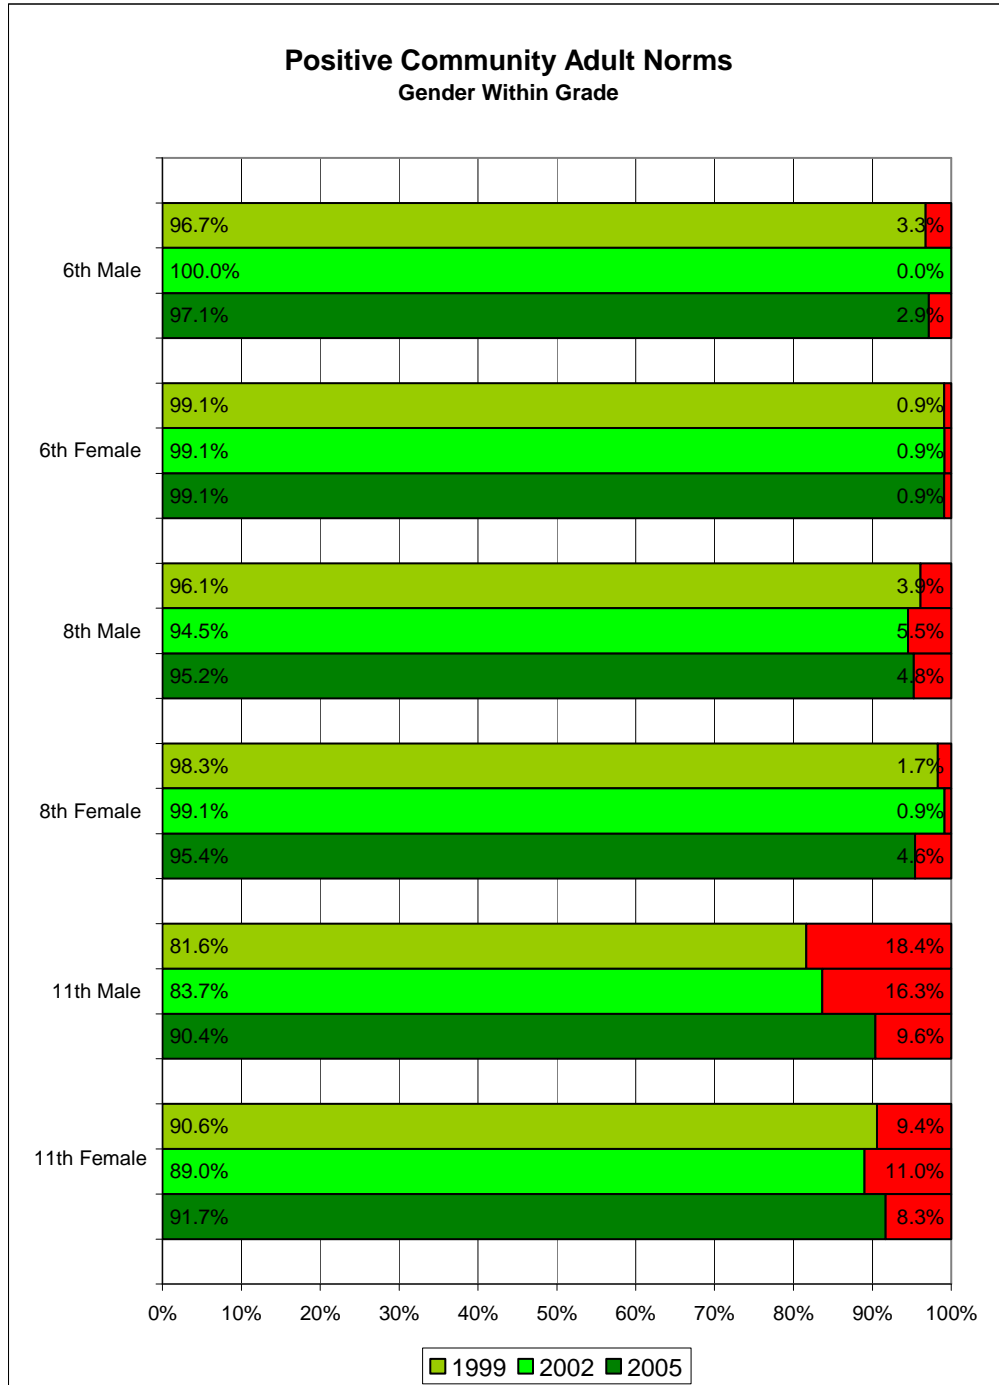 Positive Community Adult Norms
Gender Within Grade
96.7% 3.3%
6th Male 100.0% 0.0%
97.1% 2.9%
99.1% 0.9%
6th Female 99.1% 0.9%
99.1% 0.9%
96.1% 3.9%
8th Male 94.5% 5.5%
95.2% 4.8%
98.3% 1.7%
8th Female 99.1% 0.9%
95.4% 4.6%
81.6% 18.4%
11th Male 83.7% 16.3%
90.4% 9.6%
90.6% 9.4%
11th Female 89.0% 11.0%
91.7% 8.3%
0% 10% 20% 30% 40% 50% 60% 70% 80% 90% 100%
1999 2002 2005